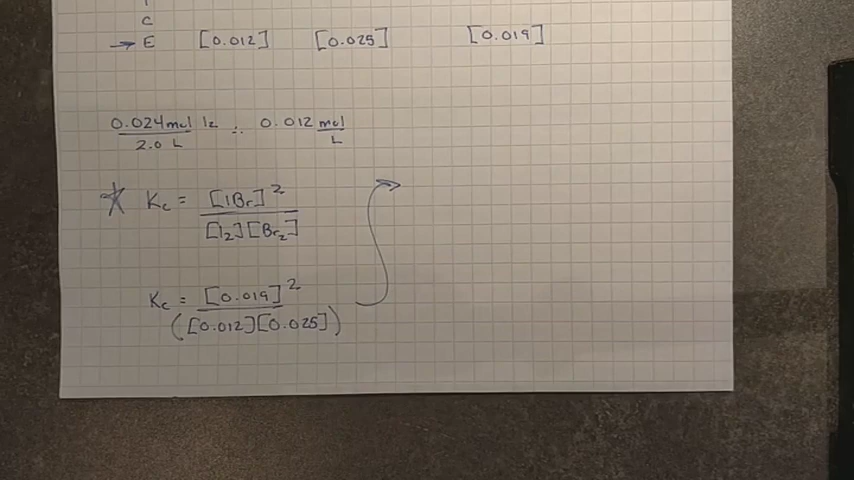 C
→ E [0.012] [0.025] [0.019]
0.024 mol I2 ∴ 0.012 mol
2.0 L L
* Kc = [IBr]²
[I2][Br2]
Kc = [0.019]²
([0.012][0.025])